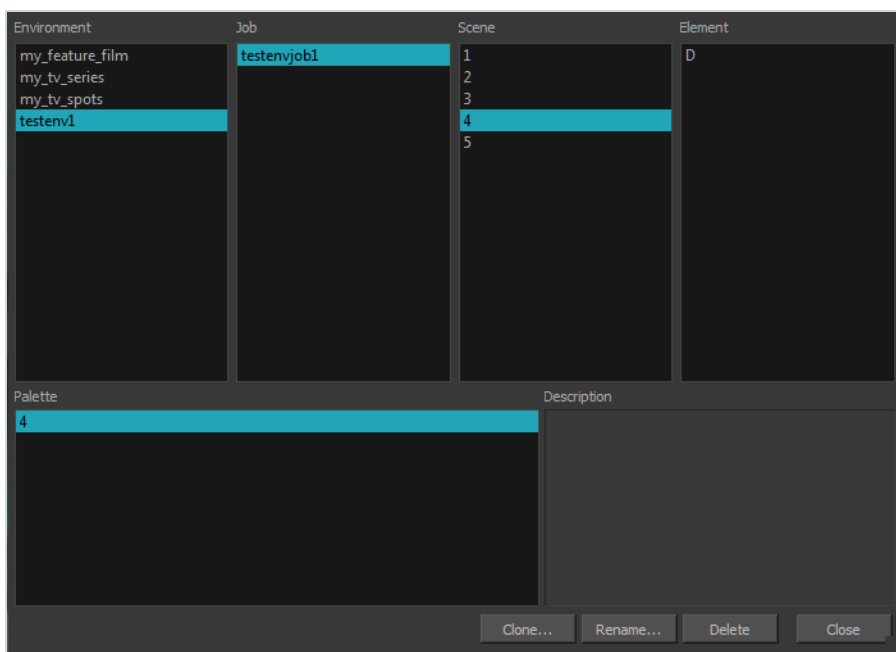 Environment
Job
Scene
Element
my_feature_film
my_tv_series
my_tv_spots
testenv1
testenvjob1
1
2
3
4
5
D
Palette
Description
4
Clone...
Rename...
Delete
Close